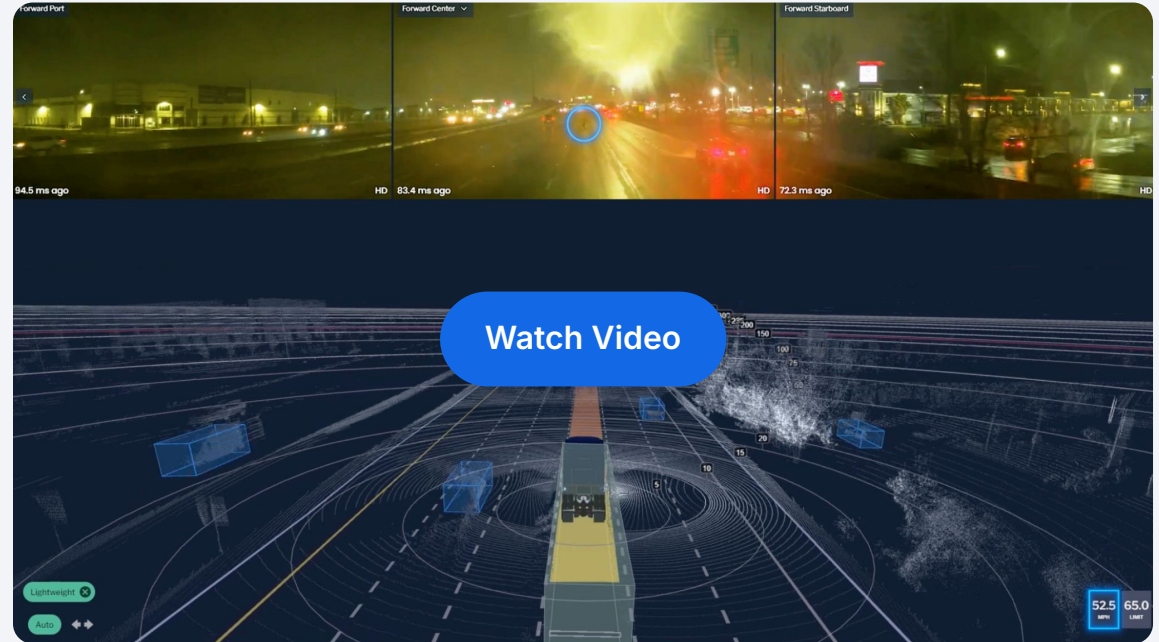 Forward Port
Forward Center
Forward Starboard
94.5 ms ago
HD
83.4 ms ago
HD
72.3 ms ago
HD
Watch Video
200
150
100
75
20
15
10
5
Lightweight
Auto
52.5
MPH
65.0
LIMIT